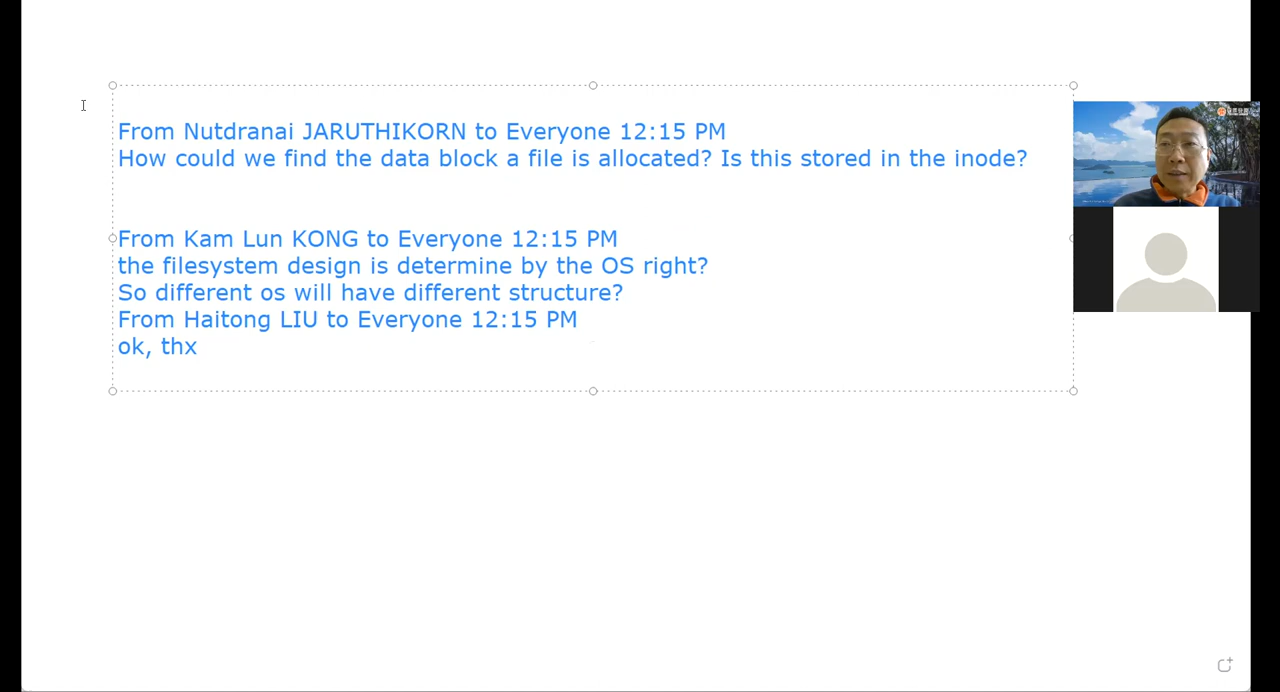 From Nutdranai JARUTHIKORN to Everyone 12:15 PM
How could we find the data block a file is allocated? Is this stored in the inode?
From Kam Lun KONG to Everyone 12:15 PM
the filesystem design is determine by the OS right?
So different os will have different structure?
From Haitong LIU to Everyone 12:15 PM
ok, thx